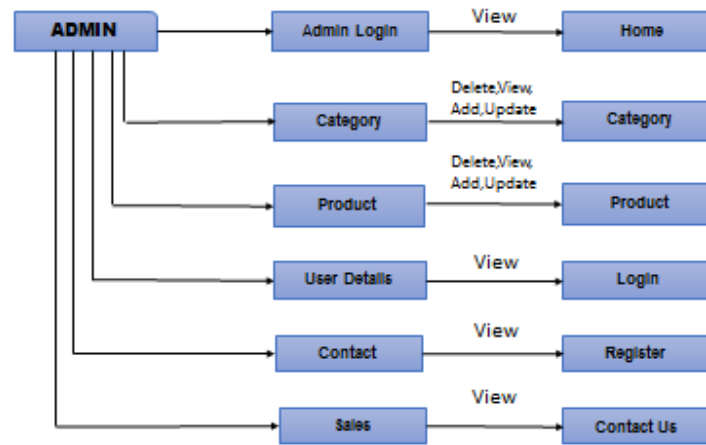 ADMIN
Admin Login
View
Home
Category
Delete,View,
Add,Update
Category
Product
Delete,View,
Add,Update
Product
User Details
View
Login
Contact
View
Register
Sales
View
Contact Us